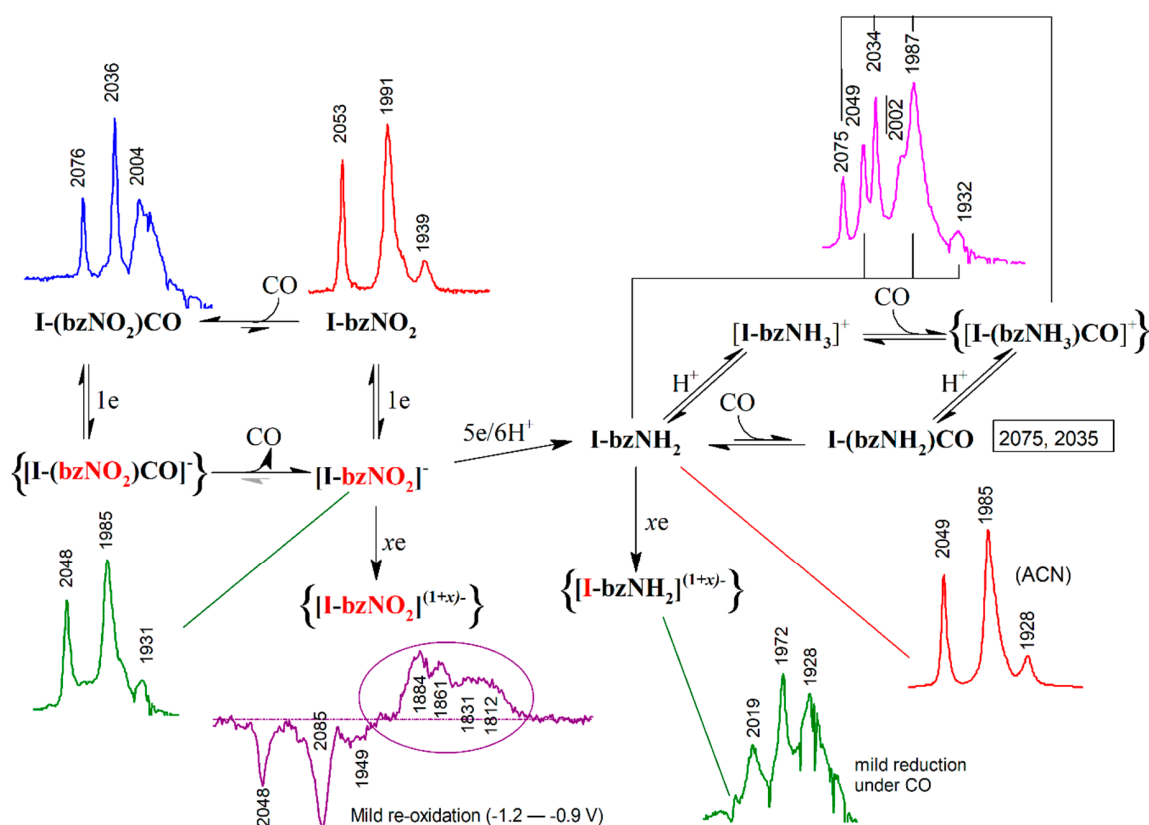 2076
2036
2004
2053
1991
1939
2075
2049
2034
2002
1987
1932
CO
I-(bzNO₂)CO
I-bzNO₂
CO
[I-bzNH₃]⁺
{[I-(bzNH₃)CO]⁺}
1e
1e
H⁺
CO
H⁺
5e/6H⁺
CO
I-bzNH₂
I-(bzNH₂)CO
2075, 2035
{[I-(bzNO₂)CO]⁻}
[I-bzNO₂]⁻
xe
xe
{[I-bzNO₂]⁽¹⁺ˣ⁾⁻}
{[I-bzNH₂]⁽¹⁺ˣ⁾⁻}
2048
1985
1931
2049
1985
(ACN)
1928
1884
1861
1831
1812
2085
1949
2048
Mild re-oxidation (-1.2 — -0.9 V)
2019
1972
1928
mild reduction
under CO